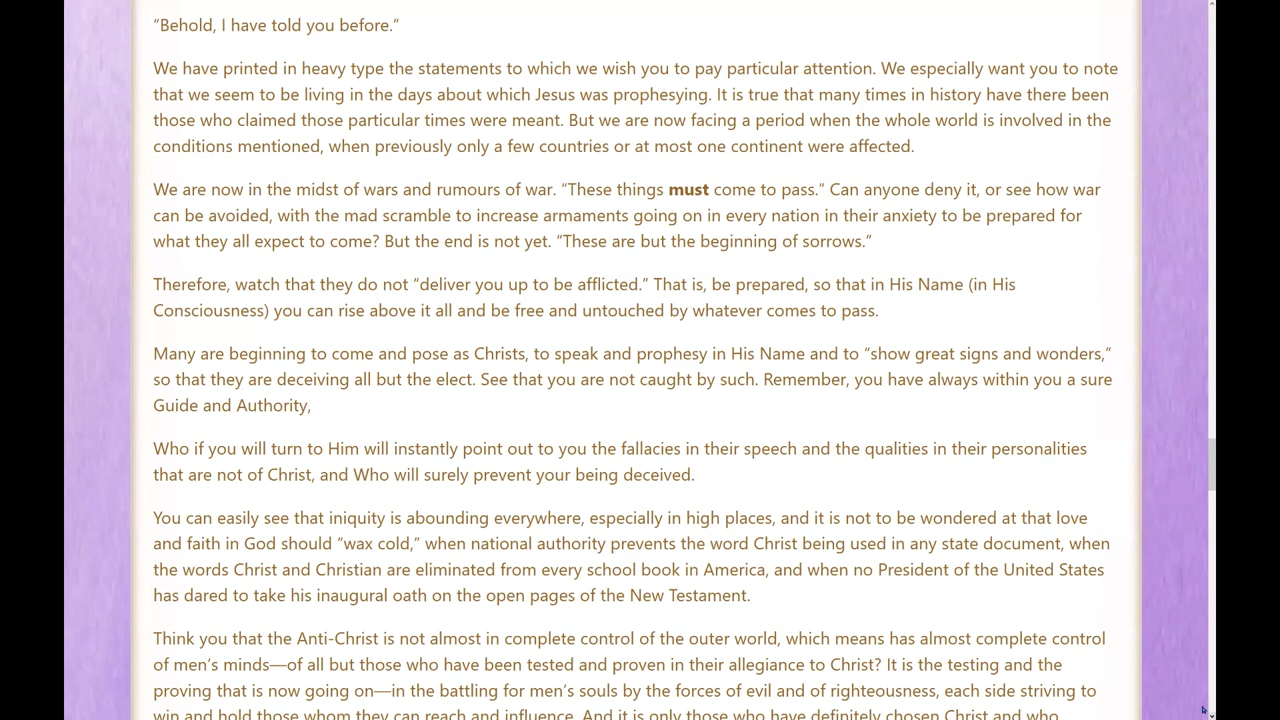 “Behold, I have told you before.”
We have printed in heavy type the statements to which we wish you to pay particular attention. We especially want you to note
that we seem to be living in the days about which Jesus was prophesying. It is true that many times in history have there been
those who claimed those particular times were meant. But we are now facing a period when the whole world is involved in the
conditions mentioned, when previously only a few countries or at most one continent were affected.
We are now in the midst of wars and rumours of war. “These things must come to pass.” Can anyone deny it, or see how war
can be avoided, with the mad scramble to increase armaments going on in every nation in their anxiety to be prepared for
what they all expect to come? But the end is not yet. “These are but the beginning of sorrows.”
Therefore, watch that they do not “deliver you up to be afflicted.” That is, be prepared, so that in His Name (in His
Consciousness) you can rise above it all and be free and untouched by whatever comes to pass.
Many are beginning to come and pose as Christs, to speak and prophesy in His Name and to “show great signs and wonders,”
so that they are deceiving all but the elect. See that you are not caught by such. Remember, you have always within you a sure
Guide and Authority,
Who if you will turn to Him will instantly point out to you the fallacies in their speech and the qualities in their personalities
that are not of Christ, and Who will surely prevent your being deceived.
You can easily see that iniquity is abounding everywhere, especially in high places, and it is not to be wondered at that love
and faith in God should “wax cold,” when national authority prevents the word Christ being used in any state document, when
the words Christ and Christian are eliminated from every school book in America, and when no President of the United States
has dared to take his inaugural oath on the open pages of the New Testament.
Think you that the Anti-Christ is not almost in complete control of the outer world, which means has almost complete control
of men’s minds—of all but those who have been tested and proven in their allegiance to Christ? It is the testing and the
proving that is now going on—in the battling for men’s souls by the forces of evil and of righteousness, each side striving to
win and hold those whom they can reach and influence. And it is only those who have definitely chosen Christ and who